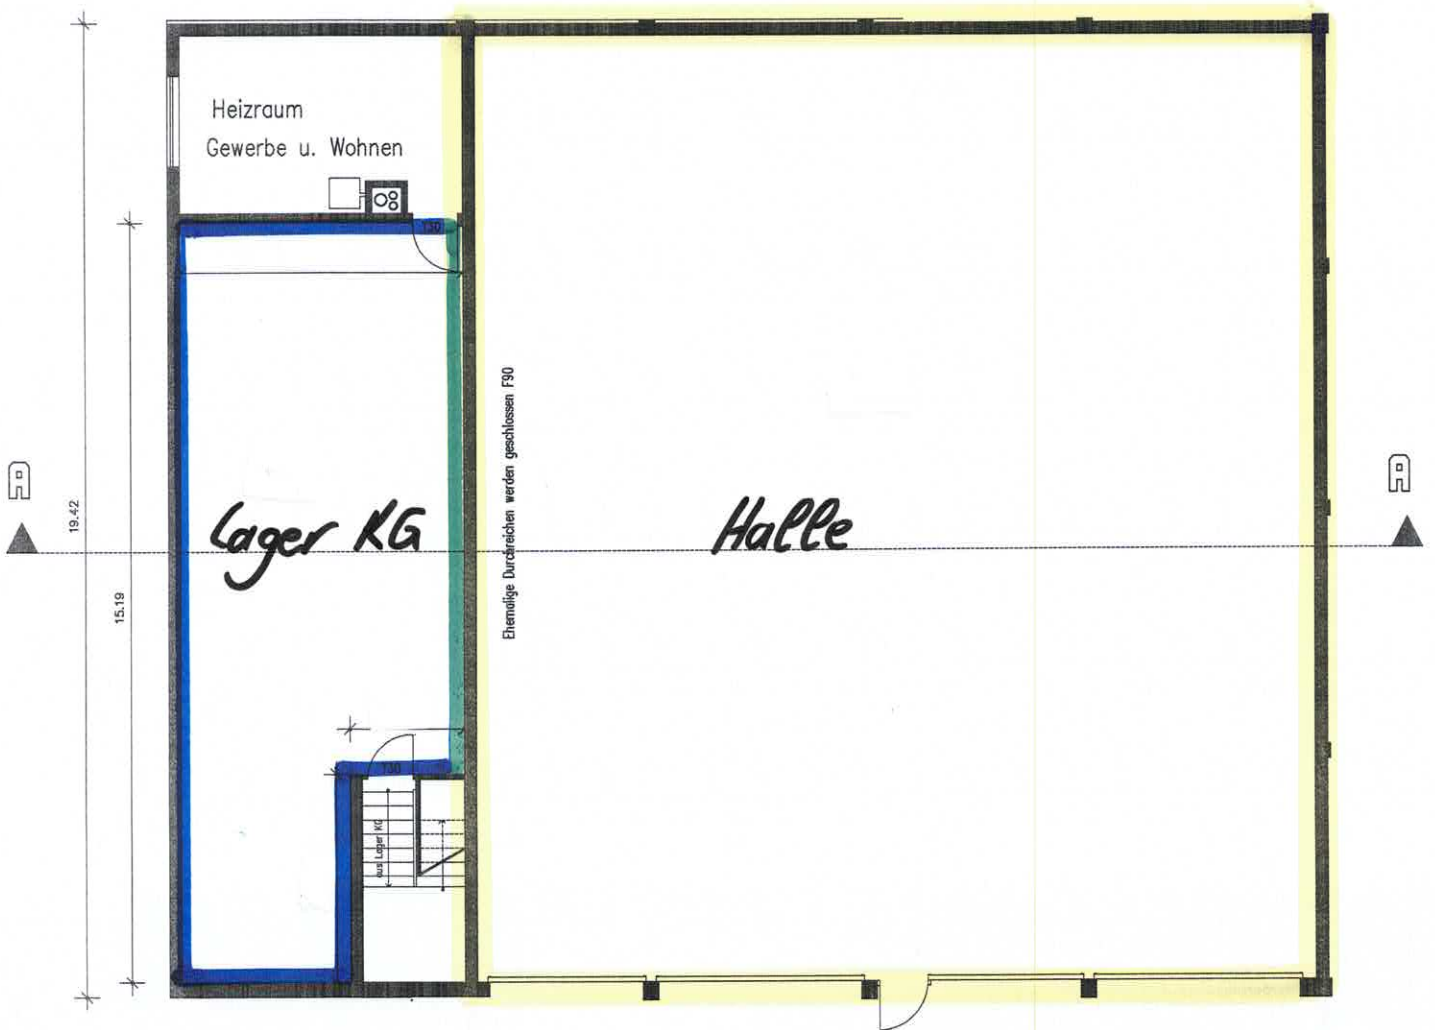 Heizraum
Gewerbe u. Wohnen
T30
Ehemalige Durchreichen werden geschlossen F90
A
A
19.42
Lager KG
Halle
15.19
T30
aus Lager KG